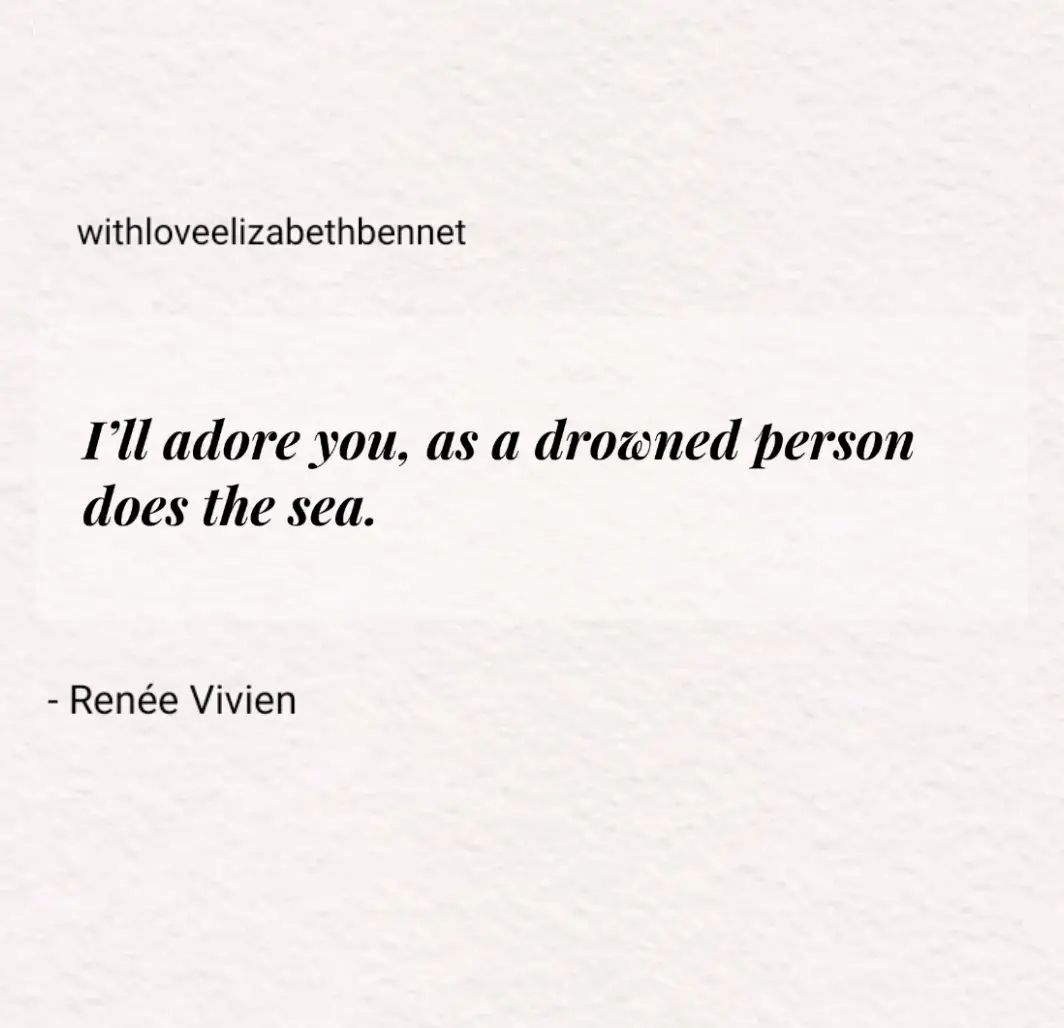 withloveelizabethbennet
I’ll adore you, as a drowned person
does the sea.
- Renée Vivien